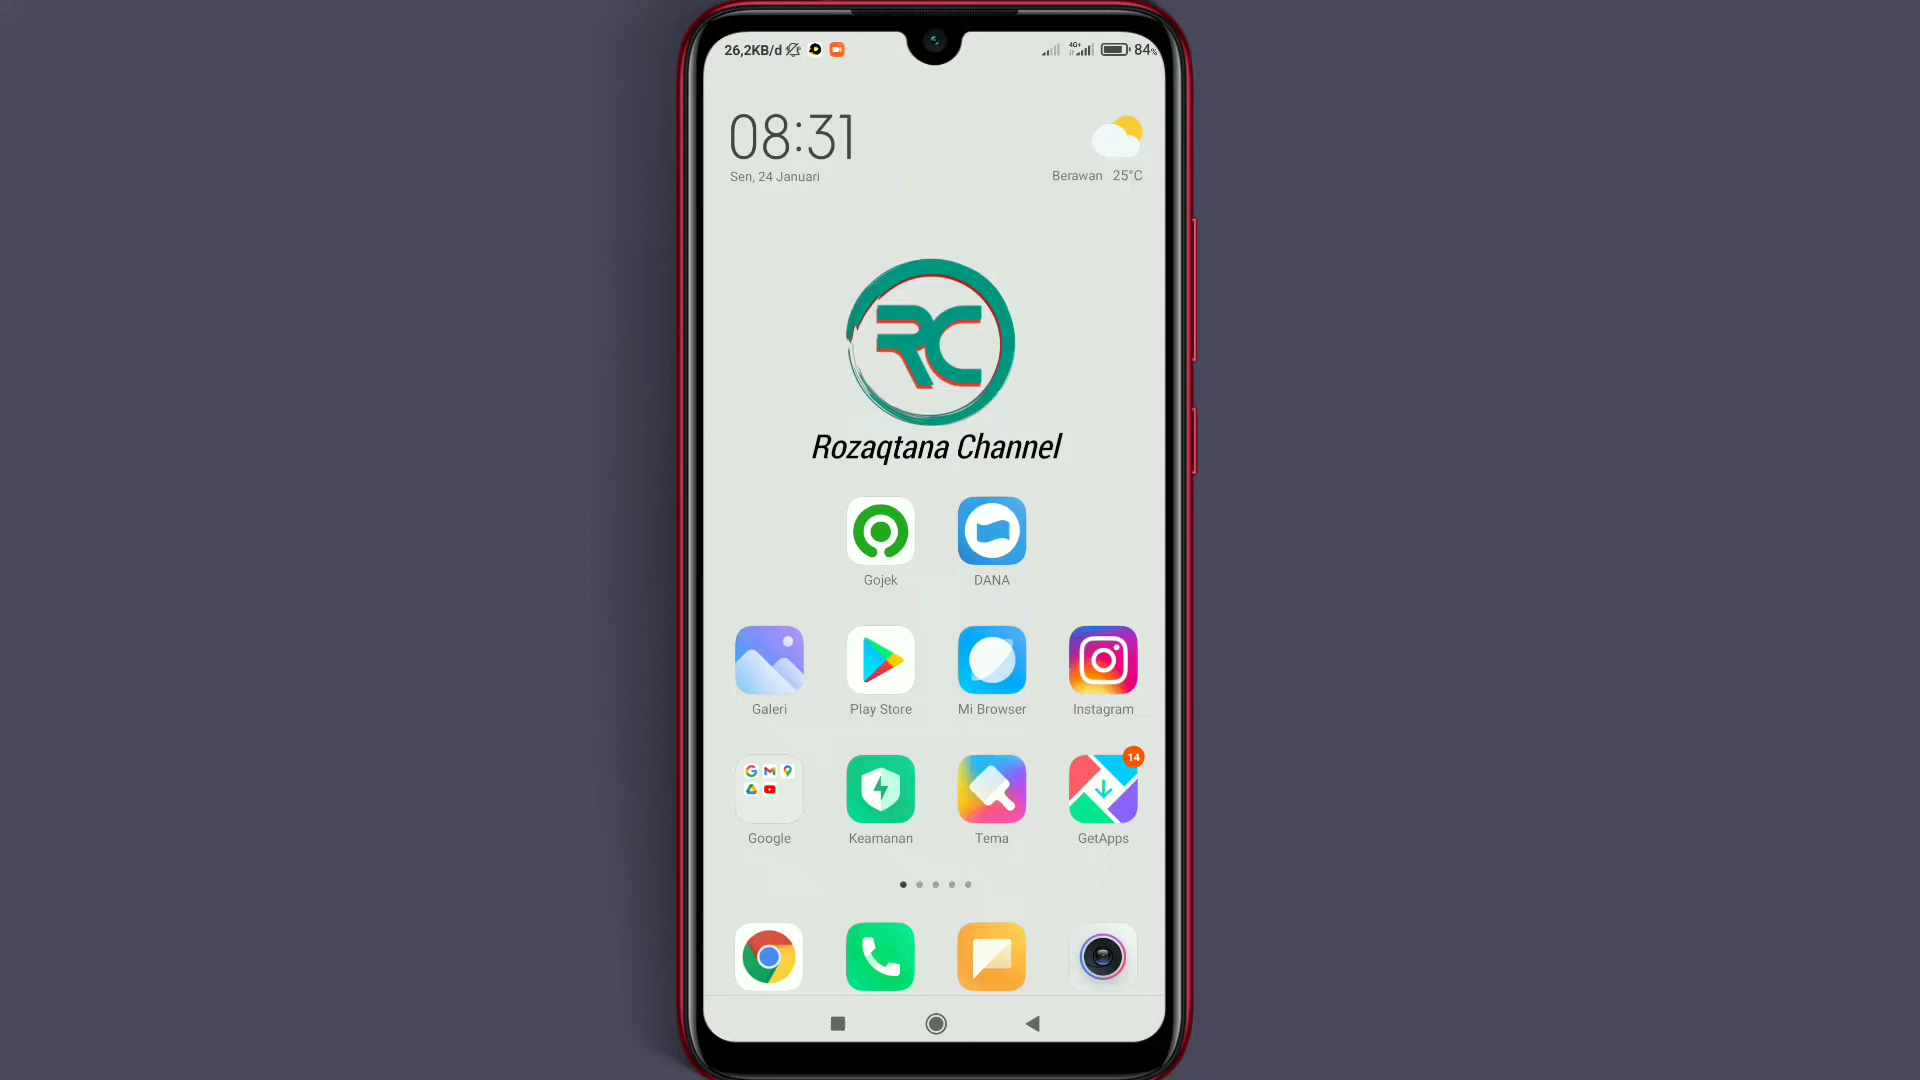 26,2KB/d 4G+ 84%
08:31
Sen, 24 Januari
Berawan 25°C
RC
Rozaqtana Channel
Gojek DANA
Galeri Play Store Mi Browser Instagram
14
Google Keamanan Tema GetApps